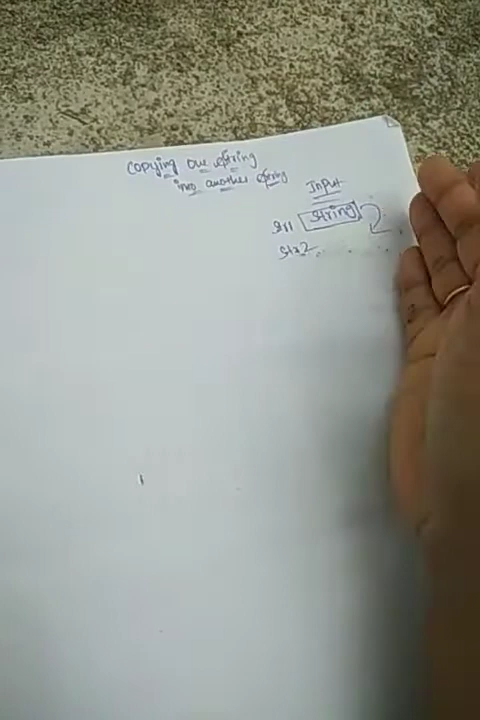 Copying one string
into another string
Input
str1 string
str2